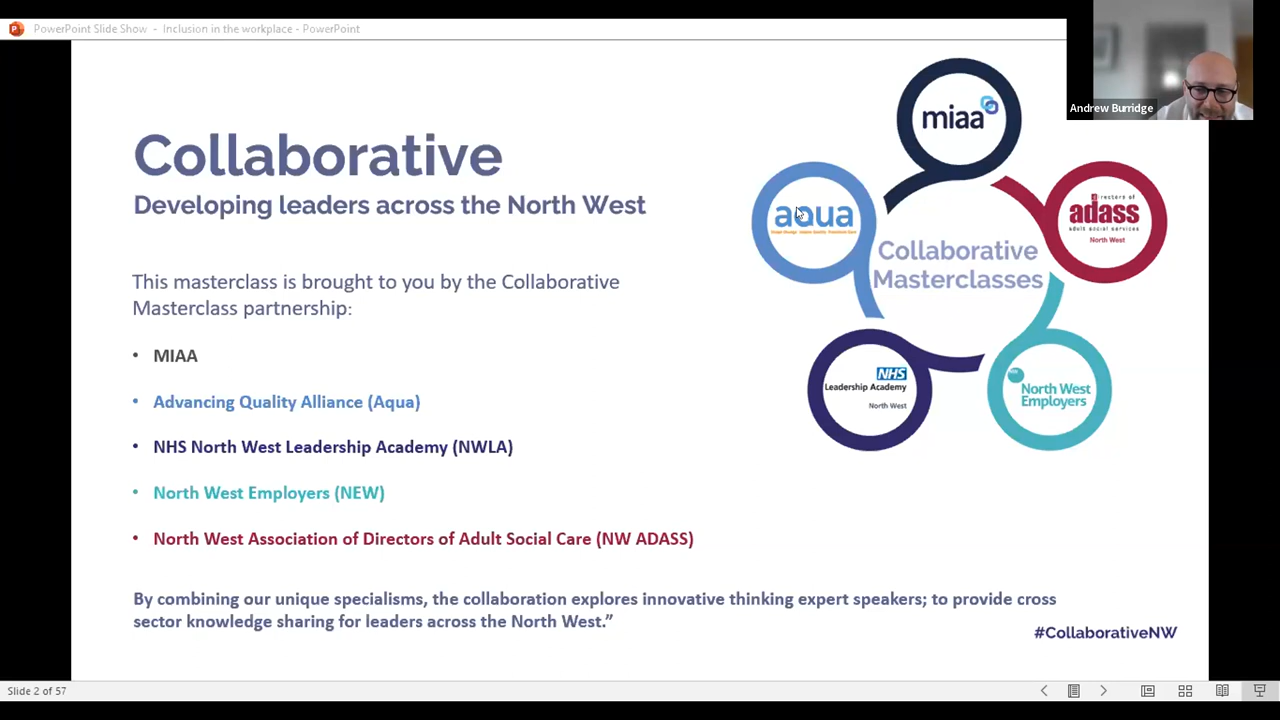 PowerPoint Slide Show - Inclusion in the workplace - PowerPoint
Andrew Burridge
Collaborative
Developing leaders across the North West
This masterclass is brought to you by the Collaborative
Masterclass partnership:
• MIAA
• Advancing Quality Alliance (Aqua)
• NHS North West Leadership Academy (NWLA)
• North West Employers (NEW)
• North West Association of Directors of Adult Social Care (NW ADASS)
By combining our unique specialisms, the collaboration explores innovative thinking expert speakers; to provide cross
sector knowledge sharing for leaders across the North West.”
miaa
aqua
directors of
adass
adult social services
North West
Collaborative
Masterclasses
NHS
Leadership Academy
North West
North West
Employers
#CollaborativeNW
Slide 2 of 57